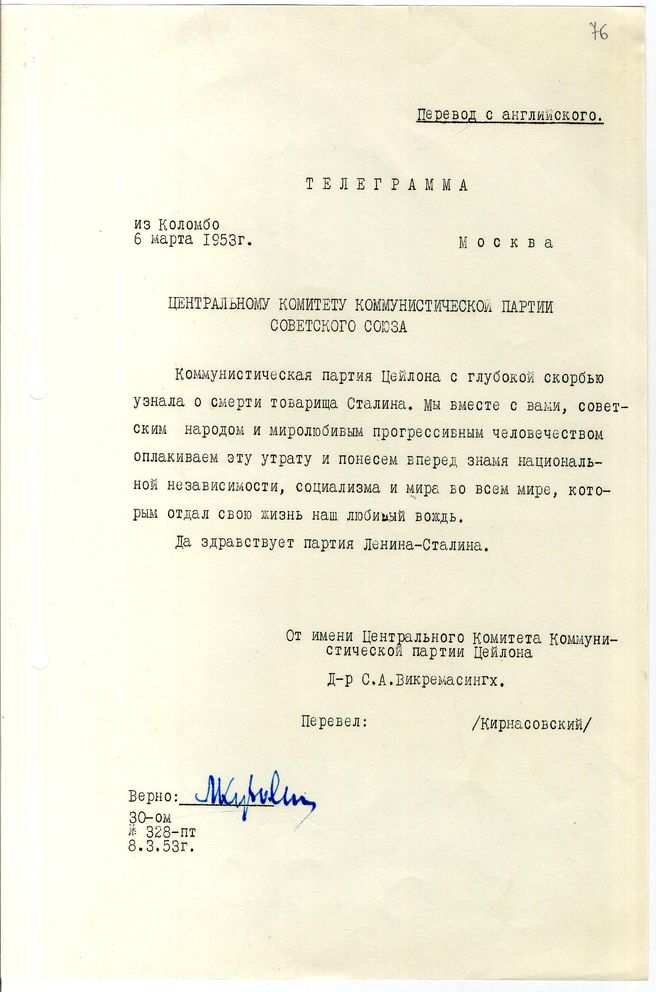 76
Перевод с английского.
ТЕЛЕГРАММА
из Коломбо
6 марта 1953г.
Москва
ЦЕНТРАЛЬНОМУ КОМИТЕТУ КОММУНИСТИЧЕСКОЙ ПАРТИИ
СОВЕТСКОГО СОЮЗА
Коммунистическая партия Цейлона с глубокой скорбью
узнала о смерти товарища Сталина. Мы вместе с вами, совет-
ским народом и миролюбивым прогрессивным человечеством
оплакиваем эту утрату и понесем вперед знамя националь-
ной независимости, социализма и мира во всем мире, кото-
рым отдал свою жизнь наш любимый вождь.
Да здравствует партия Ленина-Сталина.
От имени Центрального Комитета Коммуни-
стической партии Цейлона
Д-р С.А.Викремасингх.
Перевел: /Кирнасовский/
Верно:
30-ом
№ 328-пт
8.3.53г.